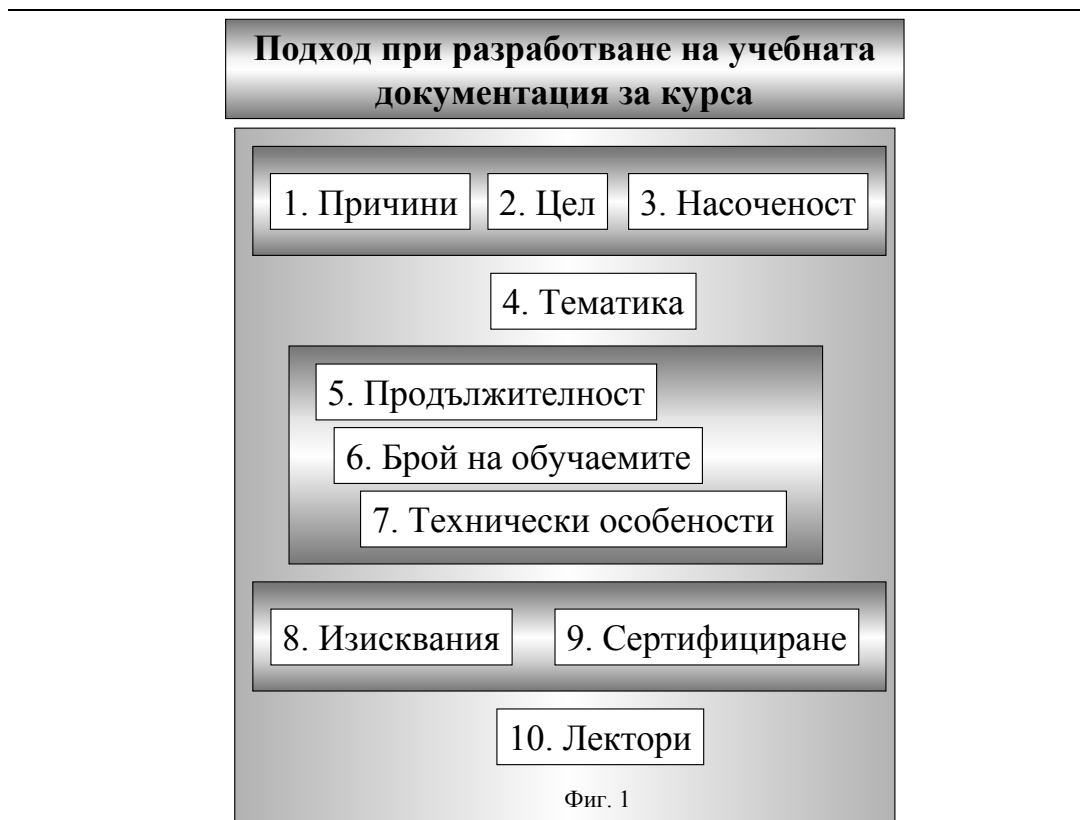 Подход при разработване на учебната
документация за курса
1. Причини 2. Цел 3. Насоченост
4. Тематика
5. Продължителност
6. Брой на обучаемите
7. Технически особености
8. Изисквания 9. Сертифициране
10. Лектори
Фиг. 1